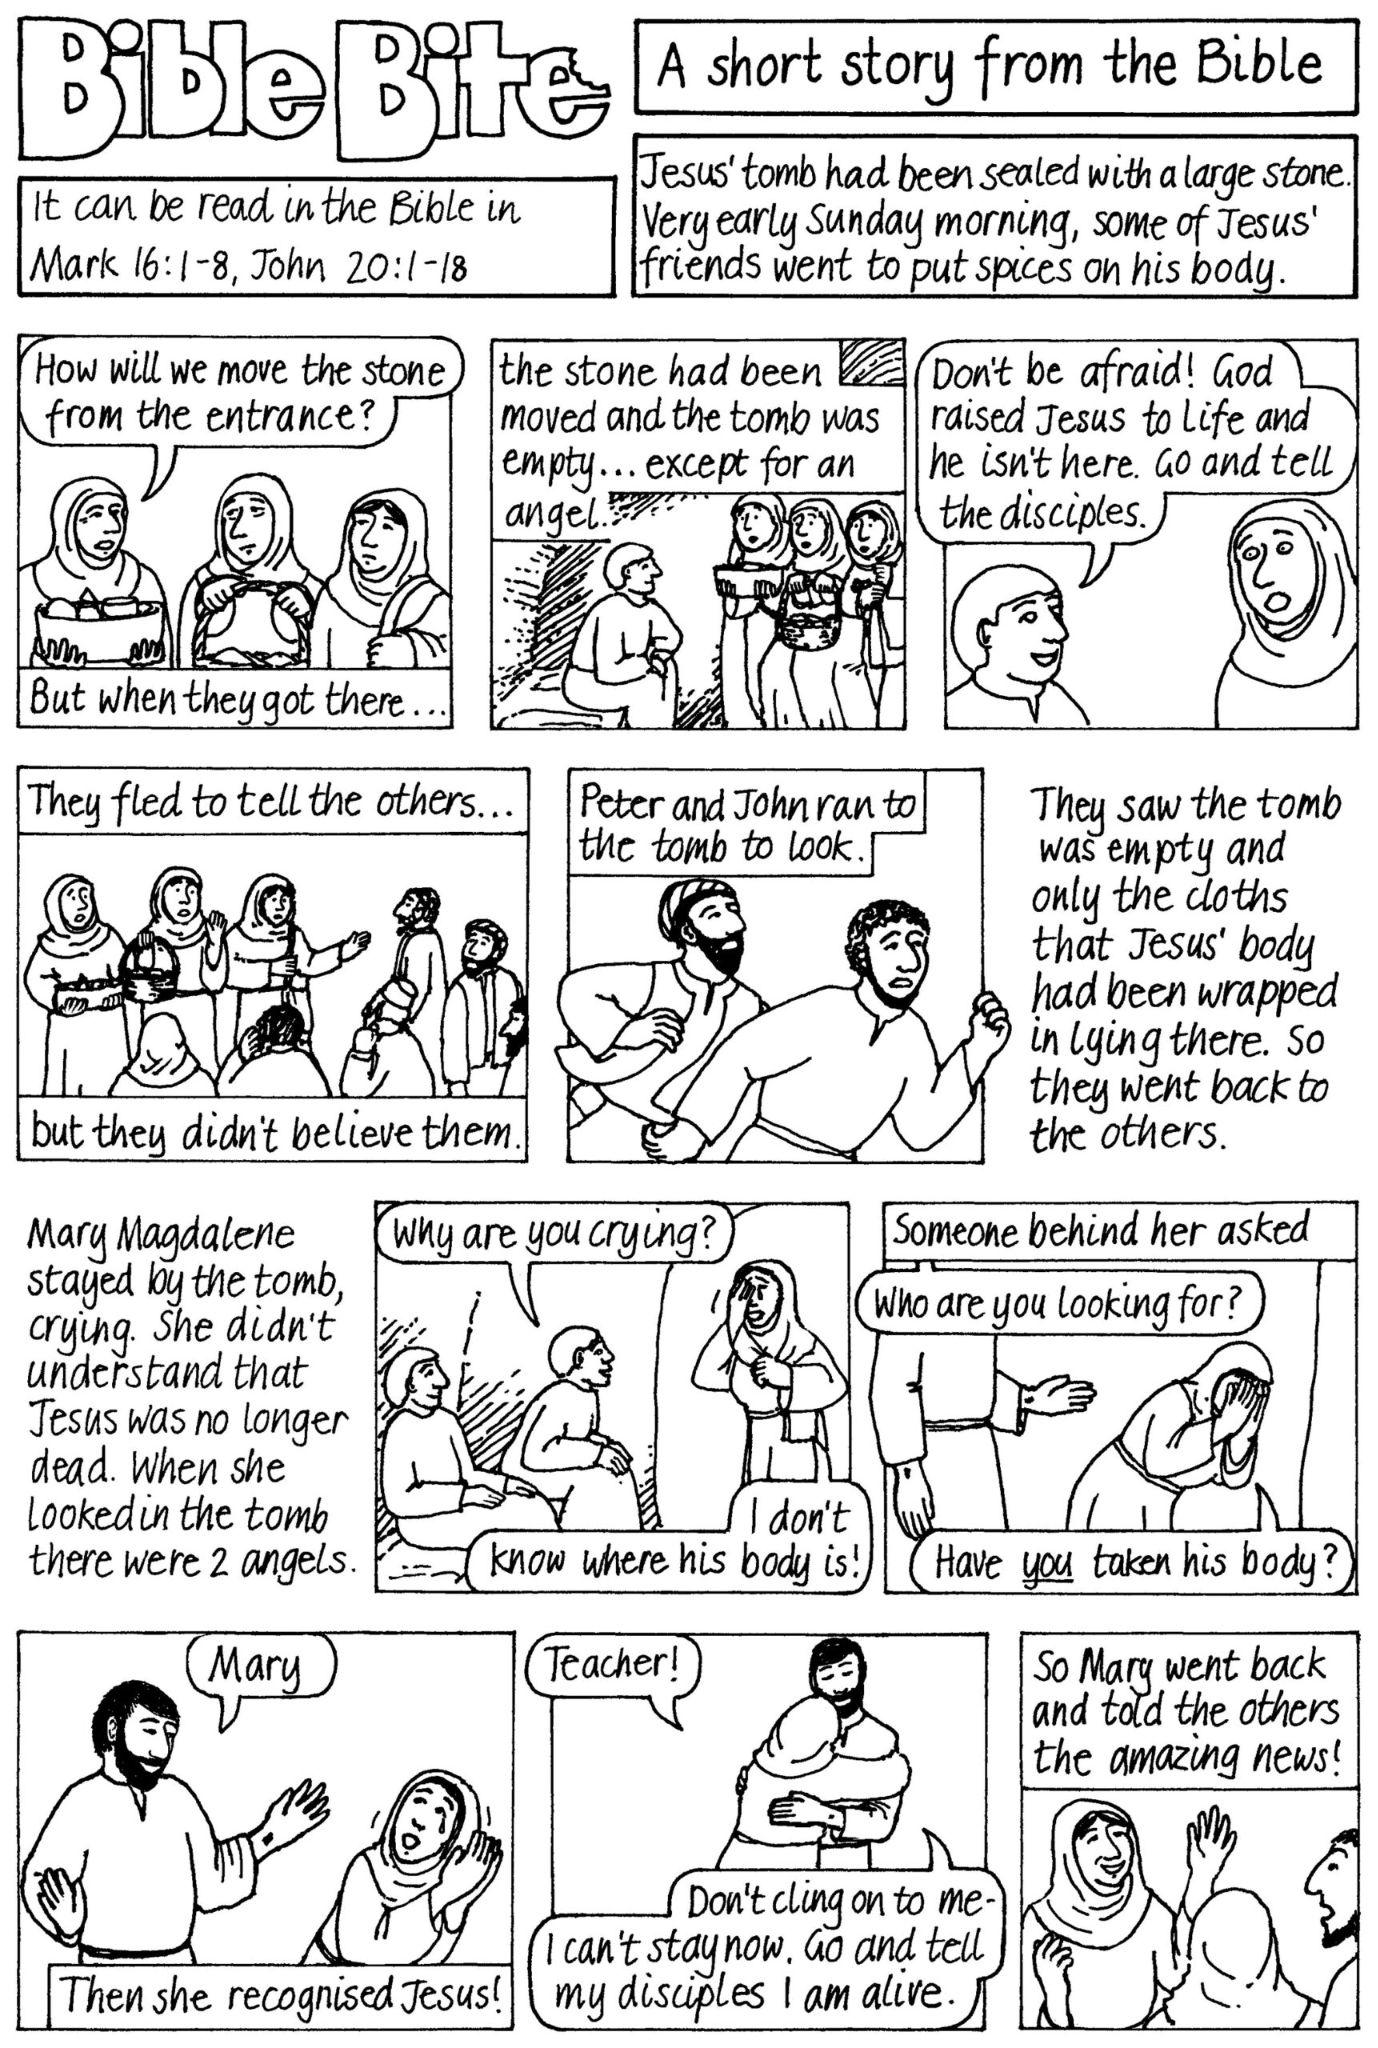 Bible Bite
A short story from the Bible
It can be read in the Bible in
Mark 16:1-8, John 20:1-18
Jesus' tomb had been sealed with a large stone.
Very early Sunday morning, some of Jesus'
friends went to put spices on his body.
How will we move the stone
from the entrance?
But when they got there...
the stone had been
moved and the tomb was
empty... except for an
angel.
Don't be afraid! God
raised Jesus to life and
he isn't here. Go and tell
the disciples.
They fled to tell the others...
but they didn't believe them.
Peter and John ran to
the tomb to look.
They saw the tomb
was empty and
only the cloths
that Jesus' body
had been wrapped
in lying there. So
they went back to
the others.
Mary Magdalene
stayed by the tomb,
crying. She didn't
understand that
Jesus was no longer
dead. When she
looked in the tomb
there were 2 angels.
Why are you crying?
I don't
know where his body is!
Someone behind her asked
Who are you looking for?
Have you taken his body?
Mary
Then she recognised Jesus!
Teacher!
Don't cling on to me-
I can't stay now. Go and tell
my disciples I am alive.
So Mary went back
and told the others
the amazing news!